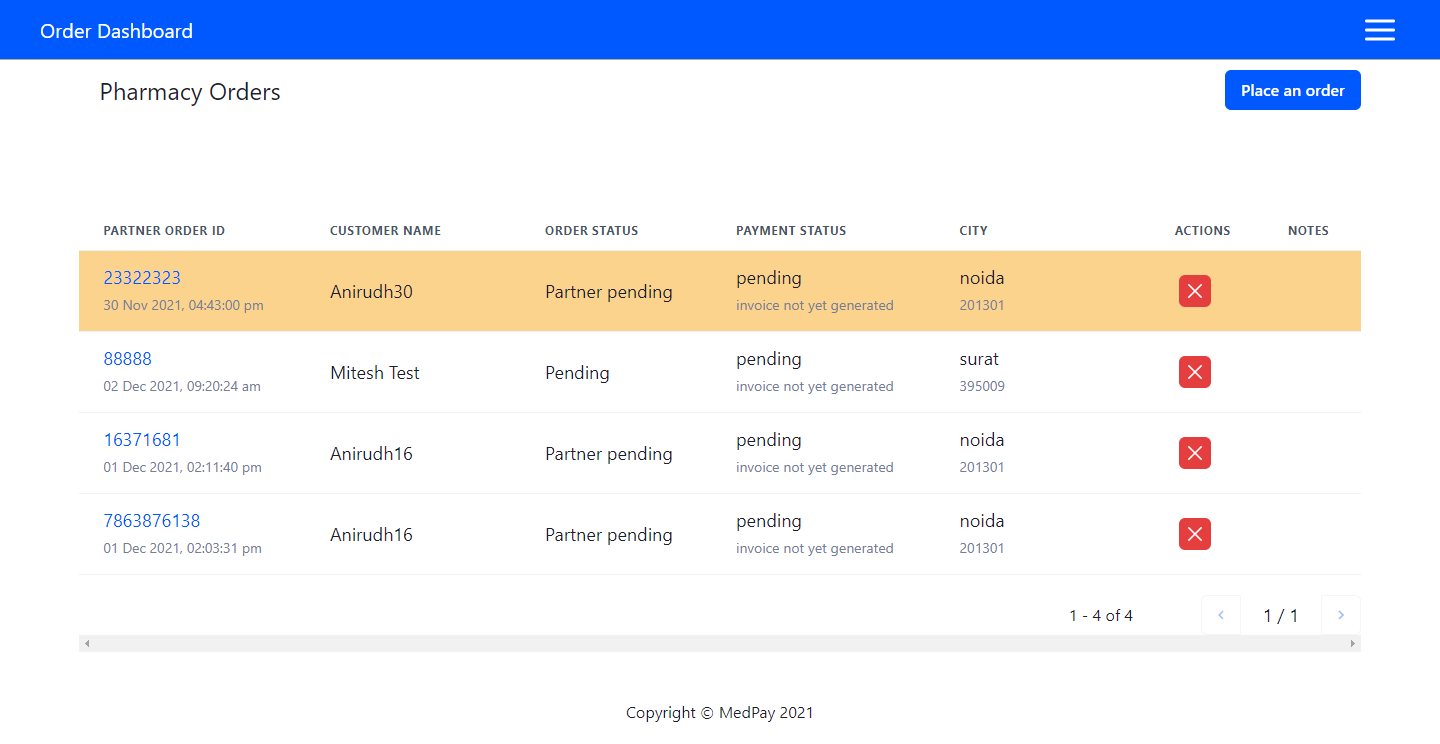 Order Dashboard
Pharmacy Orders
Place an order
PARTNER ORDER ID CUSTOMER NAME ORDER STATUS PAYMENT STATUS CITY ACTIONS NOTES
23322323 Anirudh30 Partner pending pending noida
30 Nov 2021, 04:43:00 pm invoice not yet generated 201301
88888 Mitesh Test Pending pending surat
02 Dec 2021, 09:20:24 am invoice not yet generated 395009
16371681 Anirudh16 Partner pending pending noida
01 Dec 2021, 02:11:40 pm invoice not yet generated 201301
7863876138 Anirudh16 Partner pending pending noida
01 Dec 2021, 02:03:31 pm invoice not yet generated 201301
1 - 4 of 4 1 / 1
Copyright © MedPay 2021